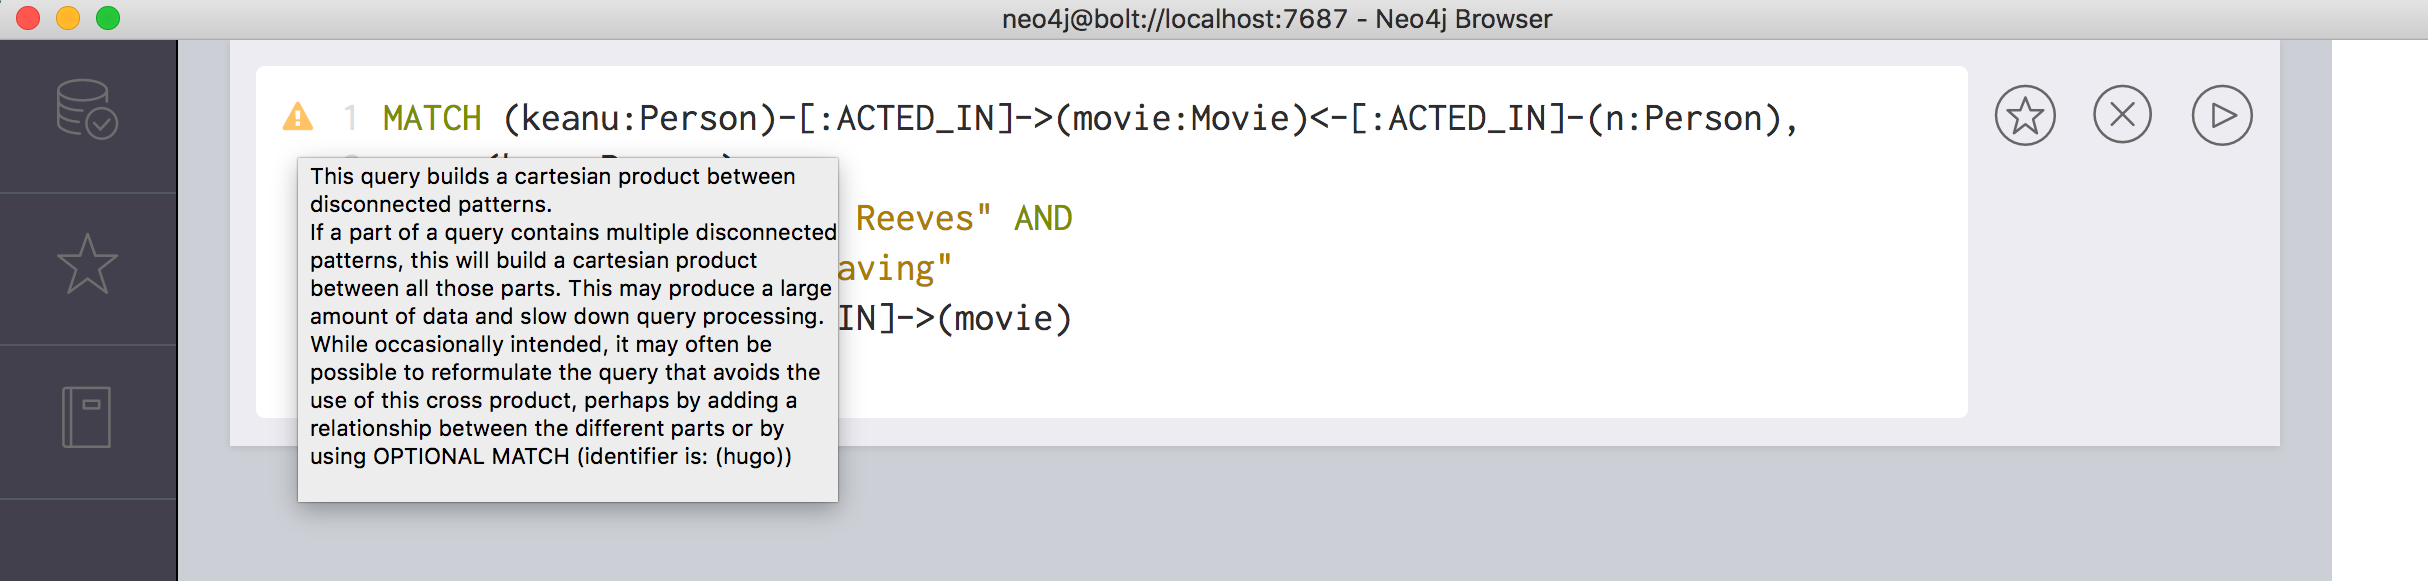 neo4j@bolt://localhost:7687 - Neo4j Browser
1 MATCH (keanu:Person)-[:ACTED_IN]->(movie:Movie)<-[:ACTED_IN]-(n:Person),
This query builds a cartesian product between
disconnected patterns.
If a part of a query contains multiple disconnected
patterns, this will build a cartesian product
between all those parts. This may produce a large
amount of data and slow down query processing.
While occasionally intended, it may often be
possible to reformulate the query that avoids the
use of this cross product, perhaps by adding a
relationship between the different parts or by
using OPTIONAL MATCH (identifier is: (hugo))
Reeves" AND
aving"
IN]->(movie)